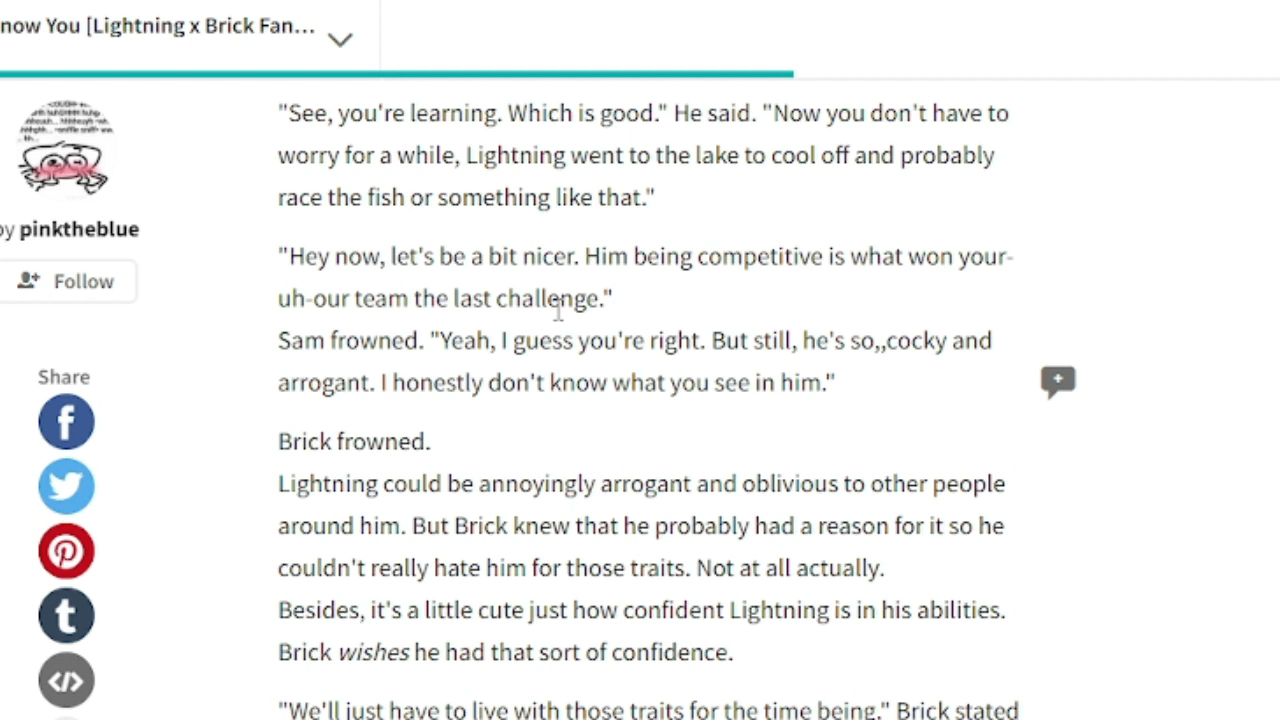 now You [Lightning x Brick Fan...
"See, you're learning. Which is good." He said. "Now you don't have to
worry for a while, Lightning went to the lake to cool off and probably
race the fish or something like that."
by pinktheblue
Follow
"Hey now, let's be a bit nicer. Him being competitive is what won your-
uh-our team the last challenge."
Sam frowned. "Yeah, I guess you're right. But still, he's so,,cocky and
arrogant. I honestly don't know what you see in him."
Share
Brick frowned.
Lightning could be annoyingly arrogant and oblivious to other people
around him. But Brick knew that he probably had a reason for it so he
couldn't really hate him for those traits. Not at all actually.
Besides, it's a little cute just how confident Lightning is in his abilities.
Brick wishes he had that sort of confidence.
"We'll just have to live with those traits for the time being." Brick stated